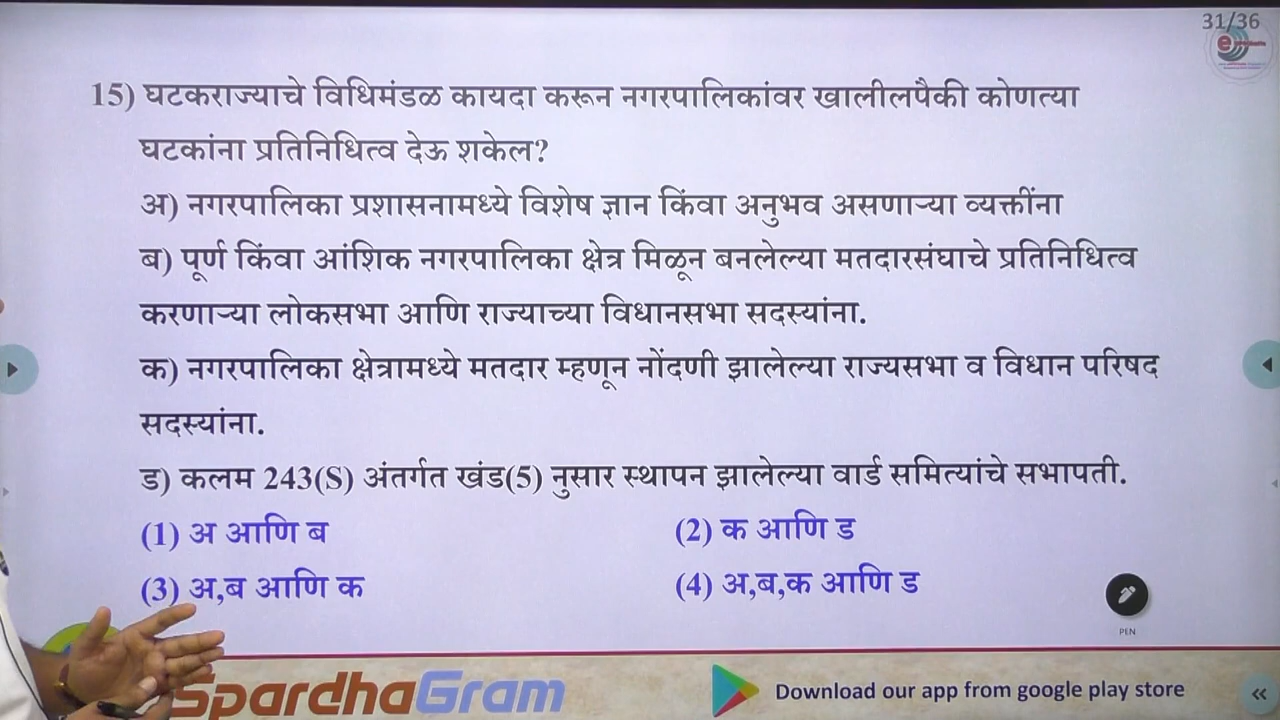 31/36
15) घटकराज्याचे विधिमंडळ कायदा करून नगरपालिकांवर खालीलपैकी कोणत्या
घटकांना प्रतिनिधित्व देऊ शकेल?
अ) नगरपालिका प्रशासनामध्ये विशेष ज्ञान किंवा अनुभव असणाऱ्या व्यक्तींना
ब) पूर्ण किंवा आंशिक नगरपालिका क्षेत्र मिळून बनलेल्या मतदारसंघाचे प्रतिनिधित्व
करणाऱ्या लोकसभा आणि राज्याच्या विधानसभा सदस्यांना.
क) नगरपालिका क्षेत्रामध्ये मतदार म्हणून नोंदणी झालेल्या राज्यसभा व विधान परिषद
सदस्यांना.
ड) कलम 243(S) अंतर्गत खंड(5) नुसार स्थापन झालेल्या वार्ड समित्यांचे सभापती.
(1) अ आणि ब
(2) क आणि ड
(3) अ,ब आणि क
(4) अ,ब,क आणि ड
PEN
SpardhaGram
Download our app from google play store